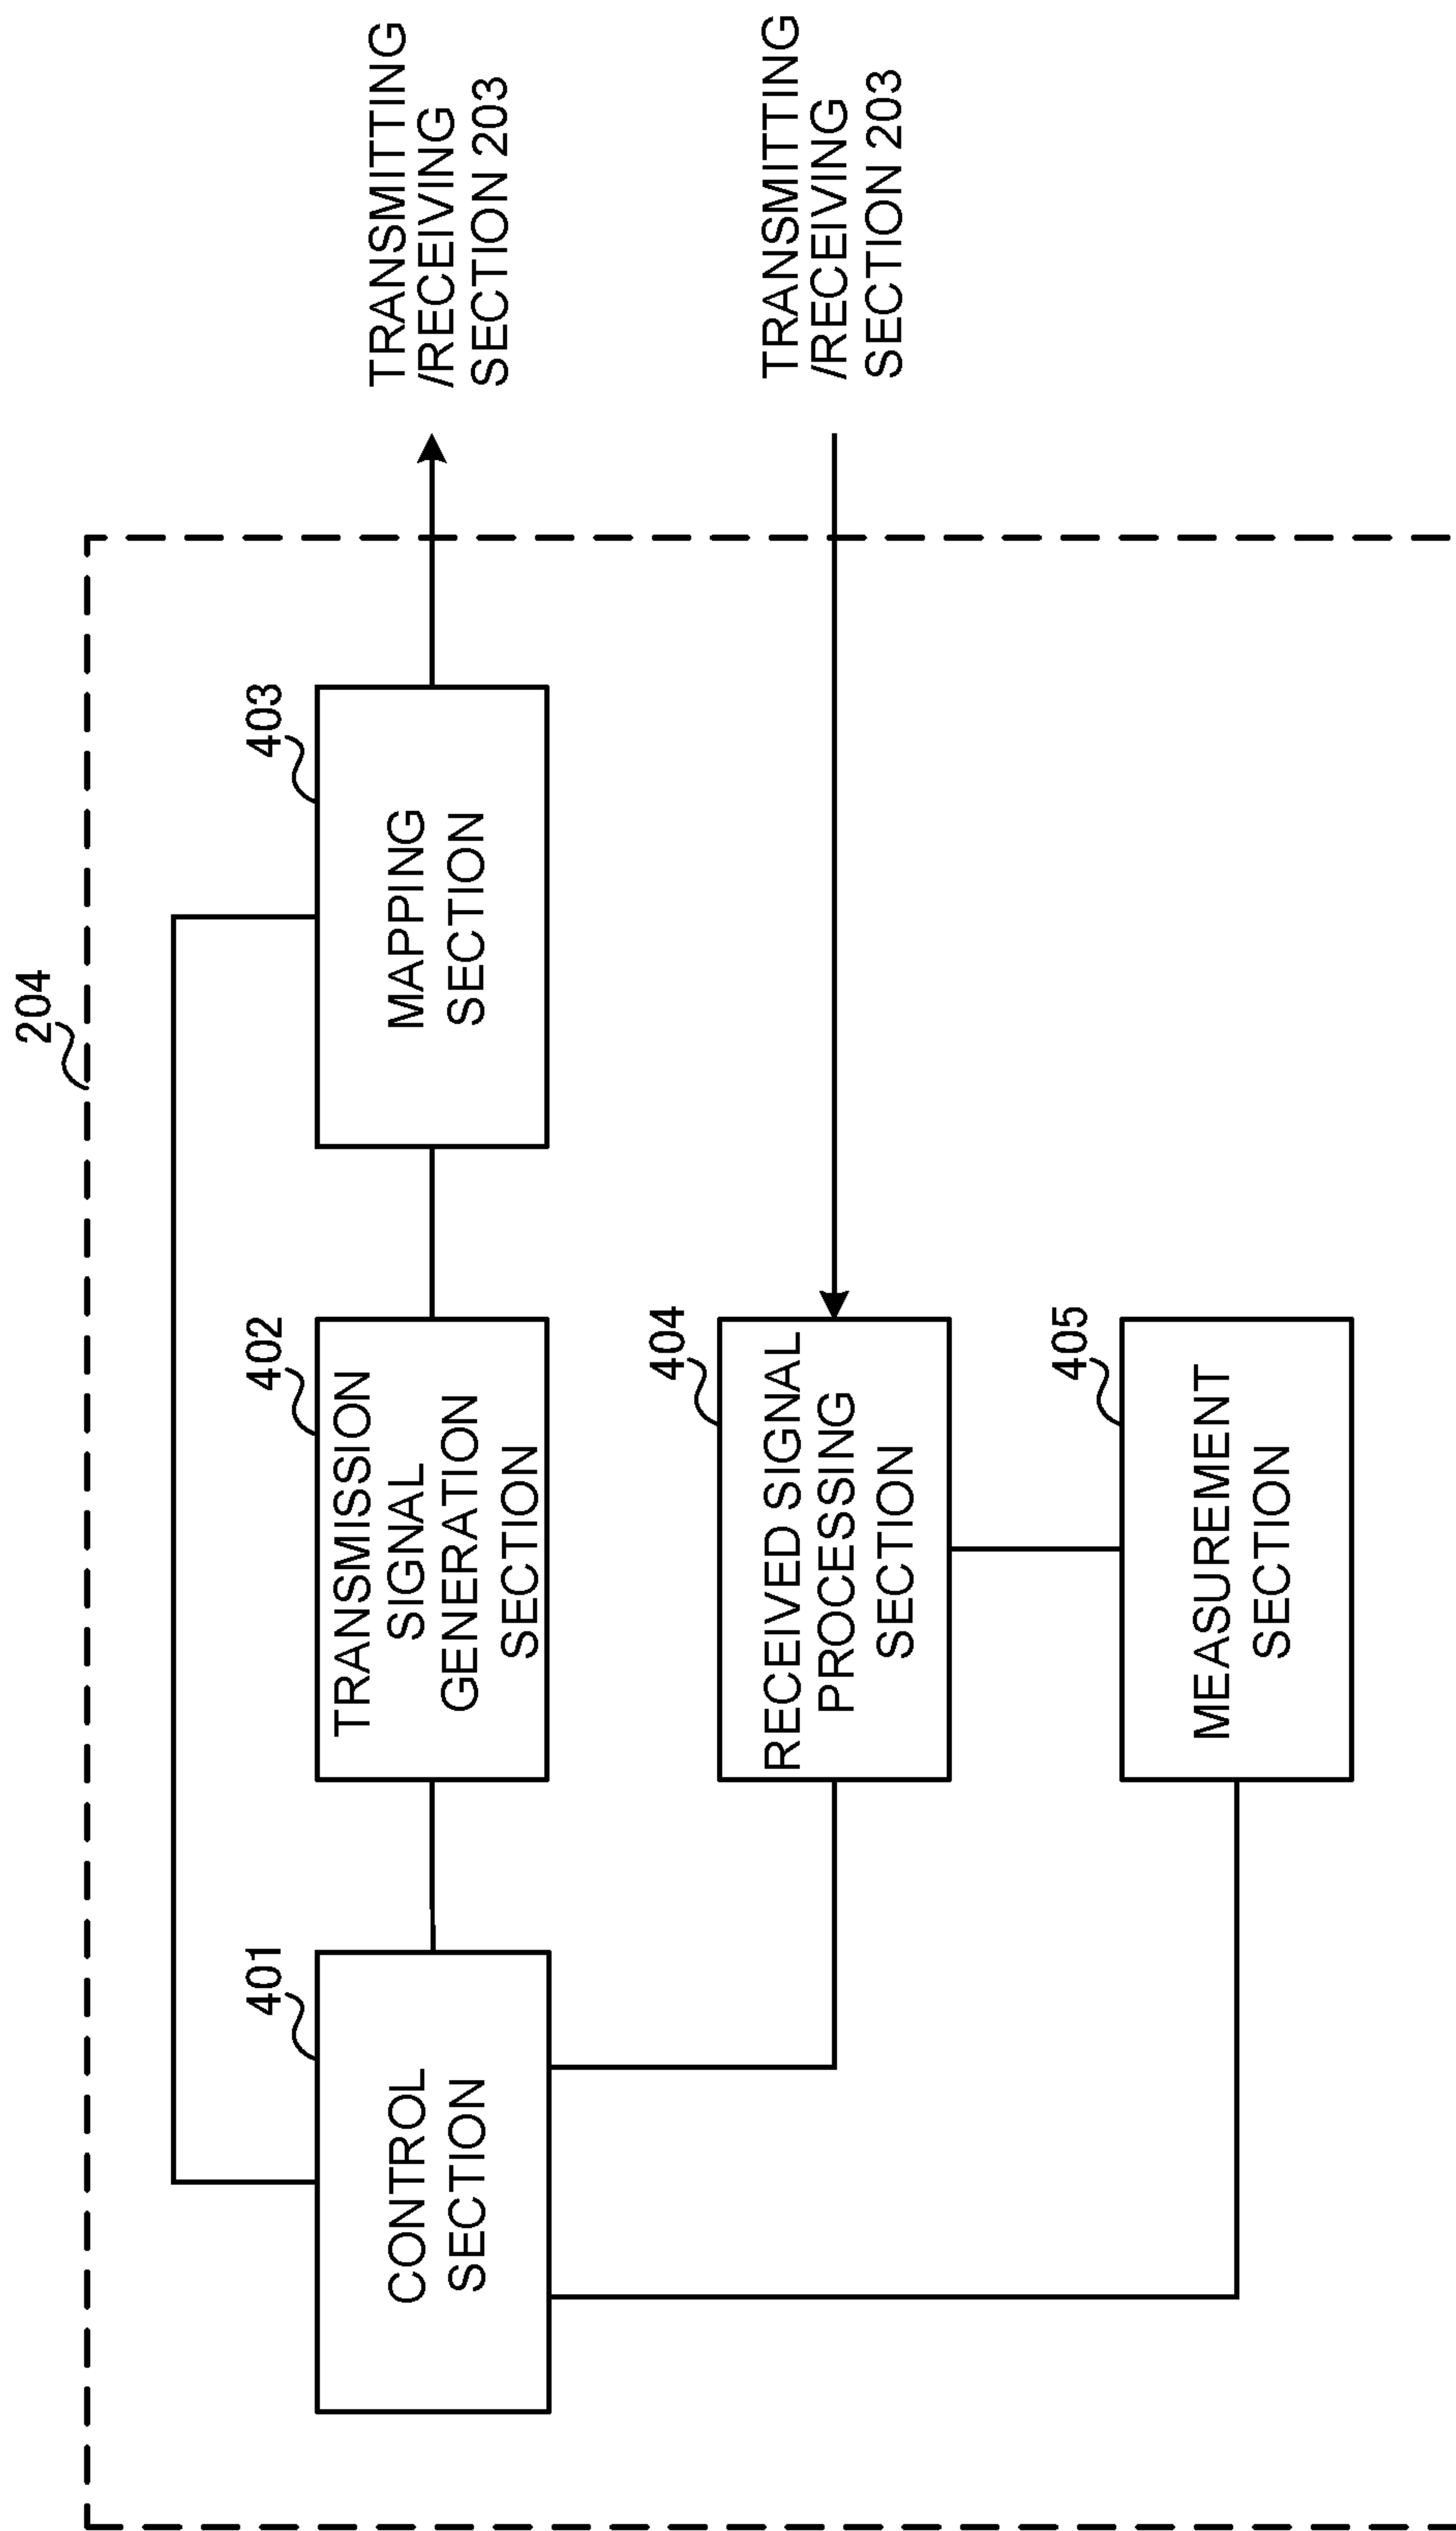 204
401
CONTROL
SECTION
402
TRANSMISSION
SIGNAL
GENERATION
SECTION
403
MAPPING
SECTION
TRANSMITTING
/RECEIVING
SECTION 203
404
RECEIVED SIGNAL
PROCESSING
SECTION
TRANSMITTING
/RECEIVING
SECTION 203
405
MEASUREMENT
SECTION